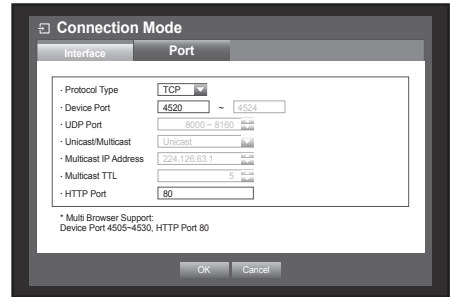 Connection Mode
Interface Port
· Protocol Type TCP
· Device Port 4520 ~ 4524
· UDP Port 8000 ~ 8160
· Unicast/Multicast Unicast
· Multicast IP Address 224.126.63.1
· Multicast TTL 5
· HTTP Port 80
* Multi Browser Support:
Device Port 4505~4530, HTTP Port 80
OK Cancel